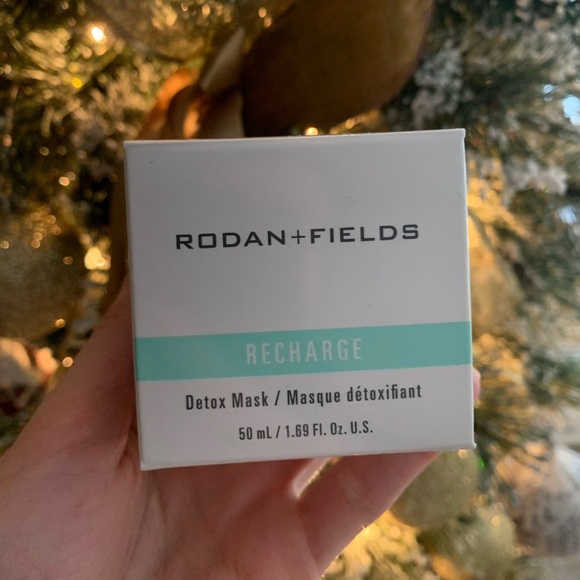 RODAN+FIELDS
RECHARGE
Detox Mask / Masque détoxifiant
50 mL / 1.69 Fl. Oz. U.S.